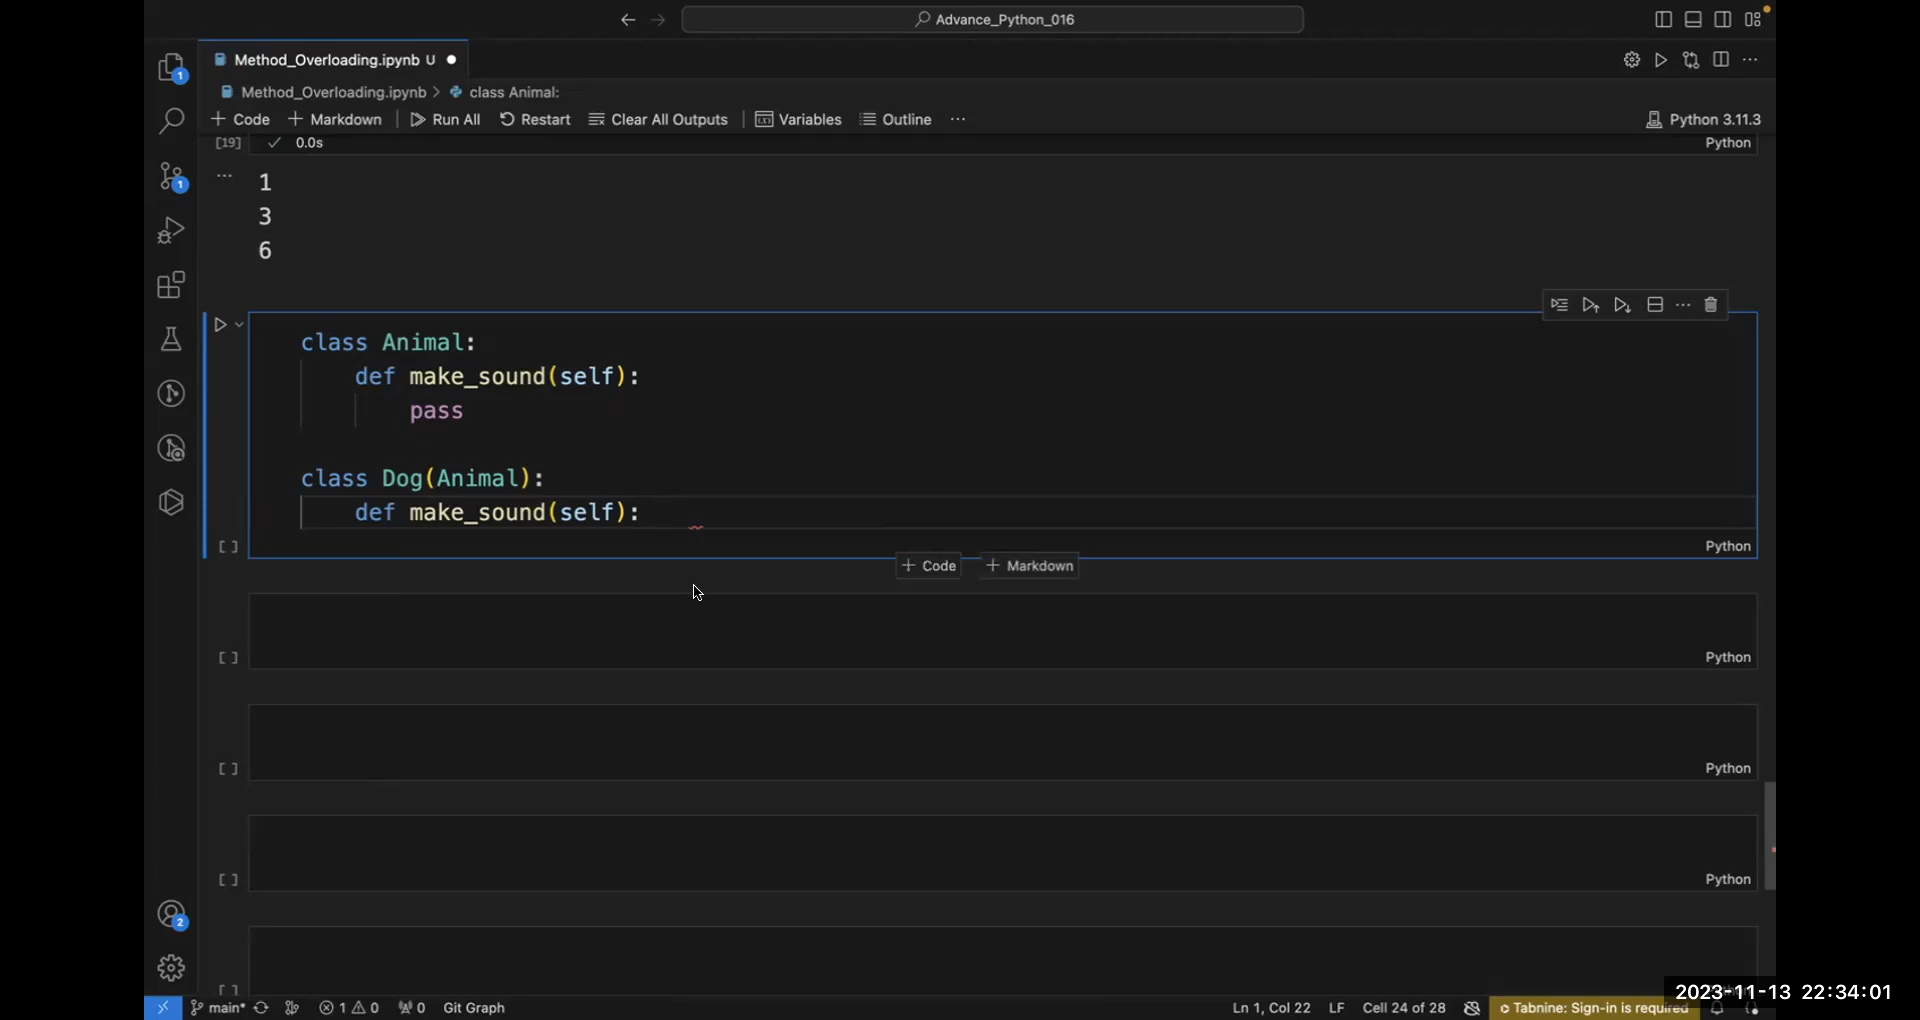 Advance_Python_016
Method_Overloading.ipynb U
Method_Overloading.ipynb > class Animal:
+ Code + Markdown Run All Restart Clear All Outputs Variables Outline ... Python 3.11.3
[19] 0.0s Python
1
3
6
class Animal:
def make_sound(self):
pass
class Dog(Animal):
def make_sound(self):
[ ] Python
+ Code + Markdown
[ ] Python
[ ] Python
[ ] Python
[ ]
1
1
2
2023-11-13 22:34:01
main* 1 0 0 Git Graph Ln 1, Col 22 LF Cell 24 of 28 Tabnine: Sign-in is required